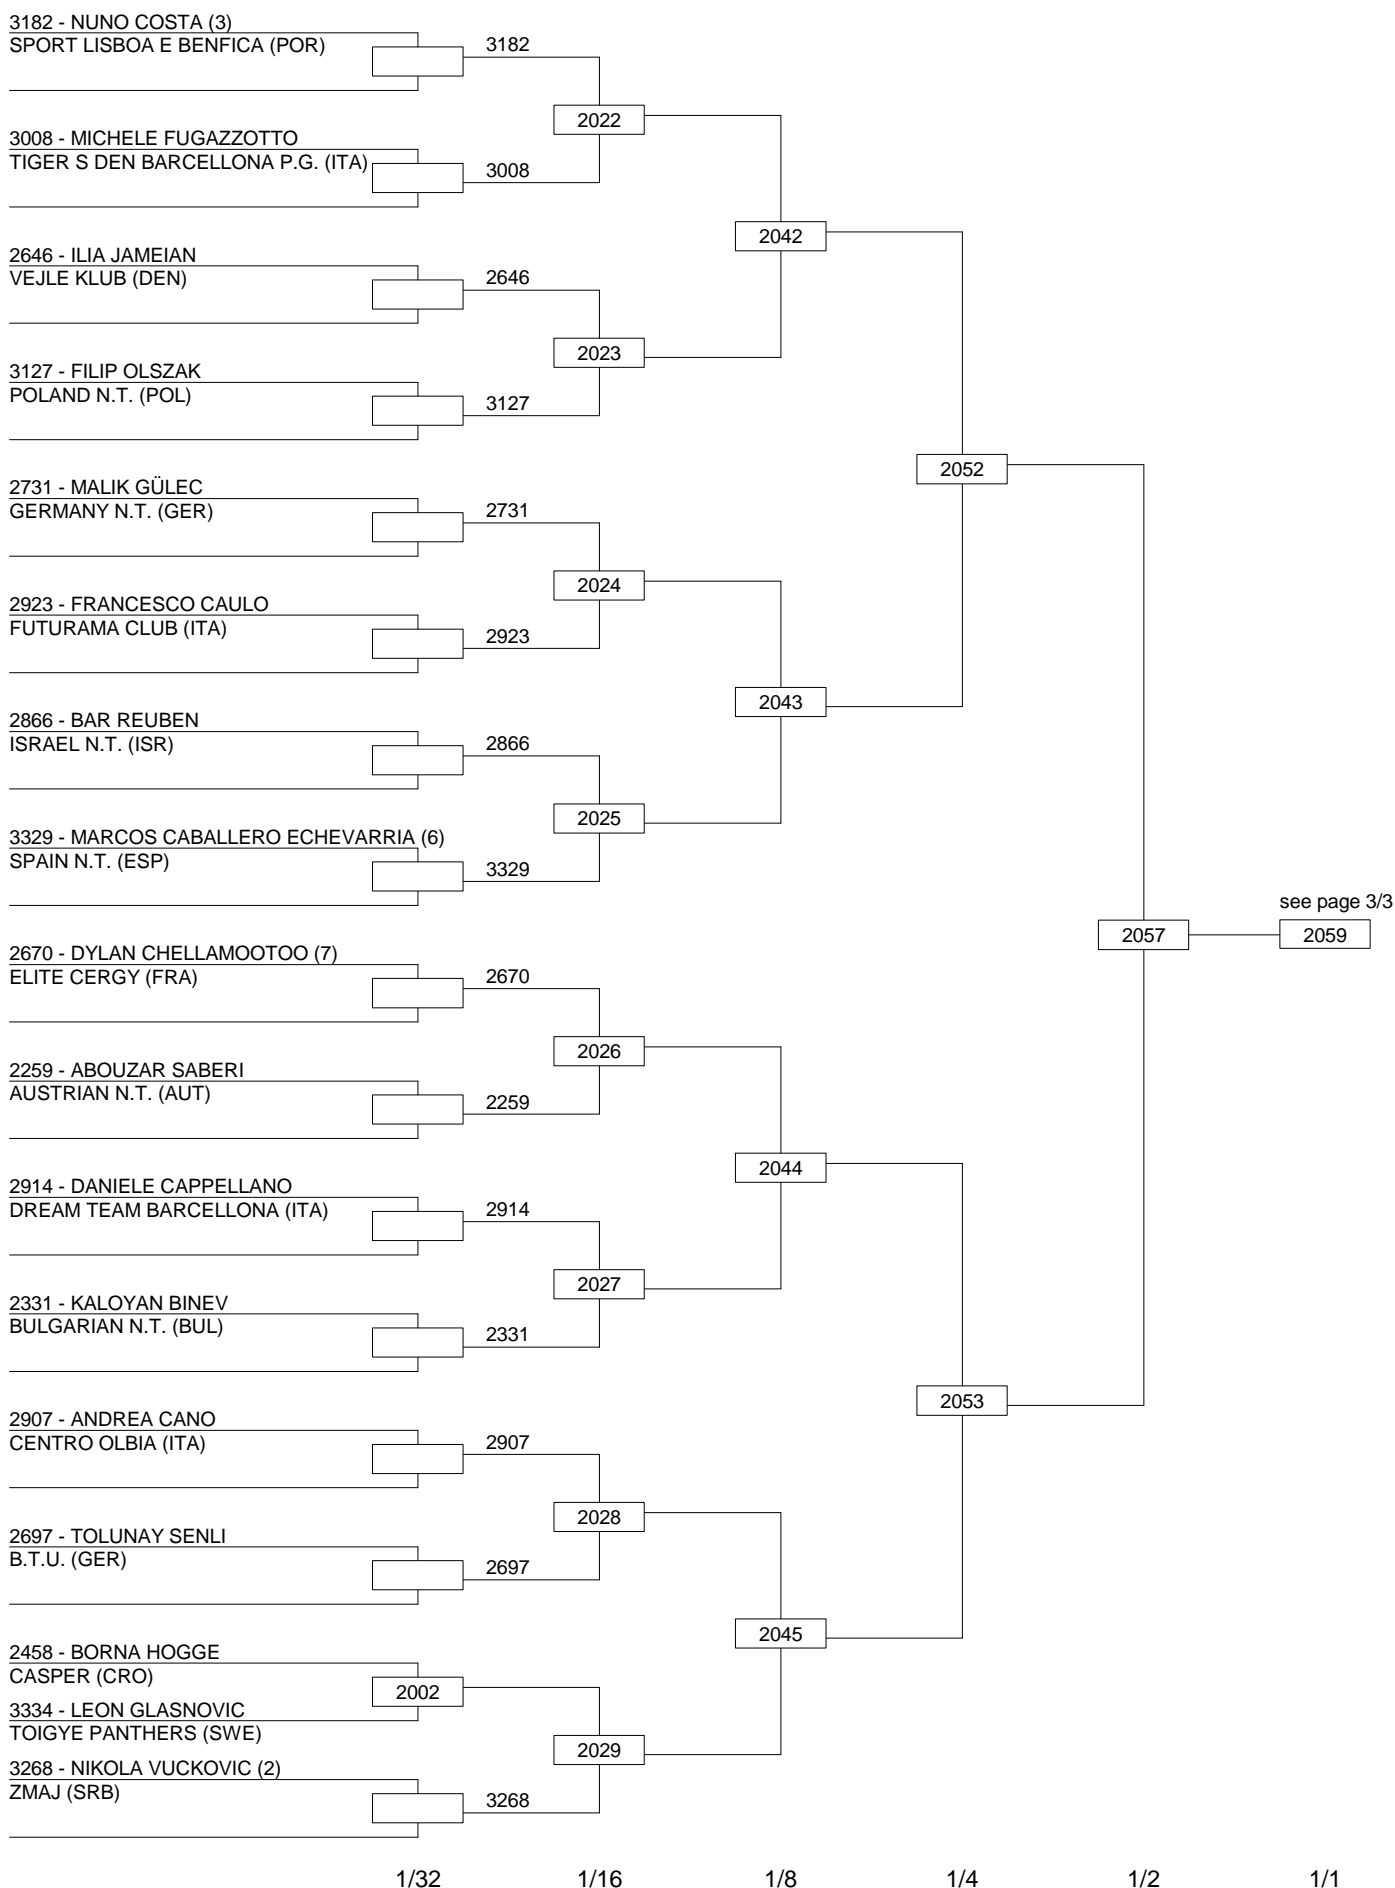 3182 - NUNO COSTA (3)
SPORT LISBOA E BENFICA (POR)
3182
2022
3008 - MICHELE FUGAZZOTTO
TIGER S DEN BARCELLONA P.G. (ITA)
3008
2042
2646 - ILIA JAMEIAN
VEJLE KLUB (DEN)
2646
2023
3127 - FILIP OLSZAK
POLAND N.T. (POL)
3127
2052
2731 - MALIK GÜLEC
GERMANY N.T. (GER)
2731
2024
2923 - FRANCESCO CAULO
FUTURAMA CLUB (ITA)
2923
2043
2866 - BAR REUBEN
ISRAEL N.T. (ISR)
2866
2025
3329 - MARCOS CABALLERO ECHEVARRIA (6)
SPAIN N.T. (ESP)
3329
see page 3/3
2057
2059
2670 - DYLAN CHELLAMOOTOO (7)
ELITE CERGY (FRA)
2670
2026
2259 - ABOUZAR SABERI
AUSTRIAN N.T. (AUT)
2259
2044
2914 - DANIELE CAPPELLANO
DREAM TEAM BARCELLONA (ITA)
2914
2027
2331 - KALOYAN BINEV
BULGARIAN N.T. (BUL)
2331
2053
2907 - ANDREA CANO
CENTRO OLBIA (ITA)
2907
2028
2697 - TOLUNAY SENLI
B.T.U. (GER)
2697
2045
2458 - BORNA HOGGE
CASPER (CRO)
2002
3334 - LEON GLASNOVIC
TOIGYE PANTHERS (SWE)
2029
3268 - NIKOLA VUCKOVIC (2)
ZMAJ (SRB)
3268
1/32 1/16 1/8 1/4 1/2 1/1